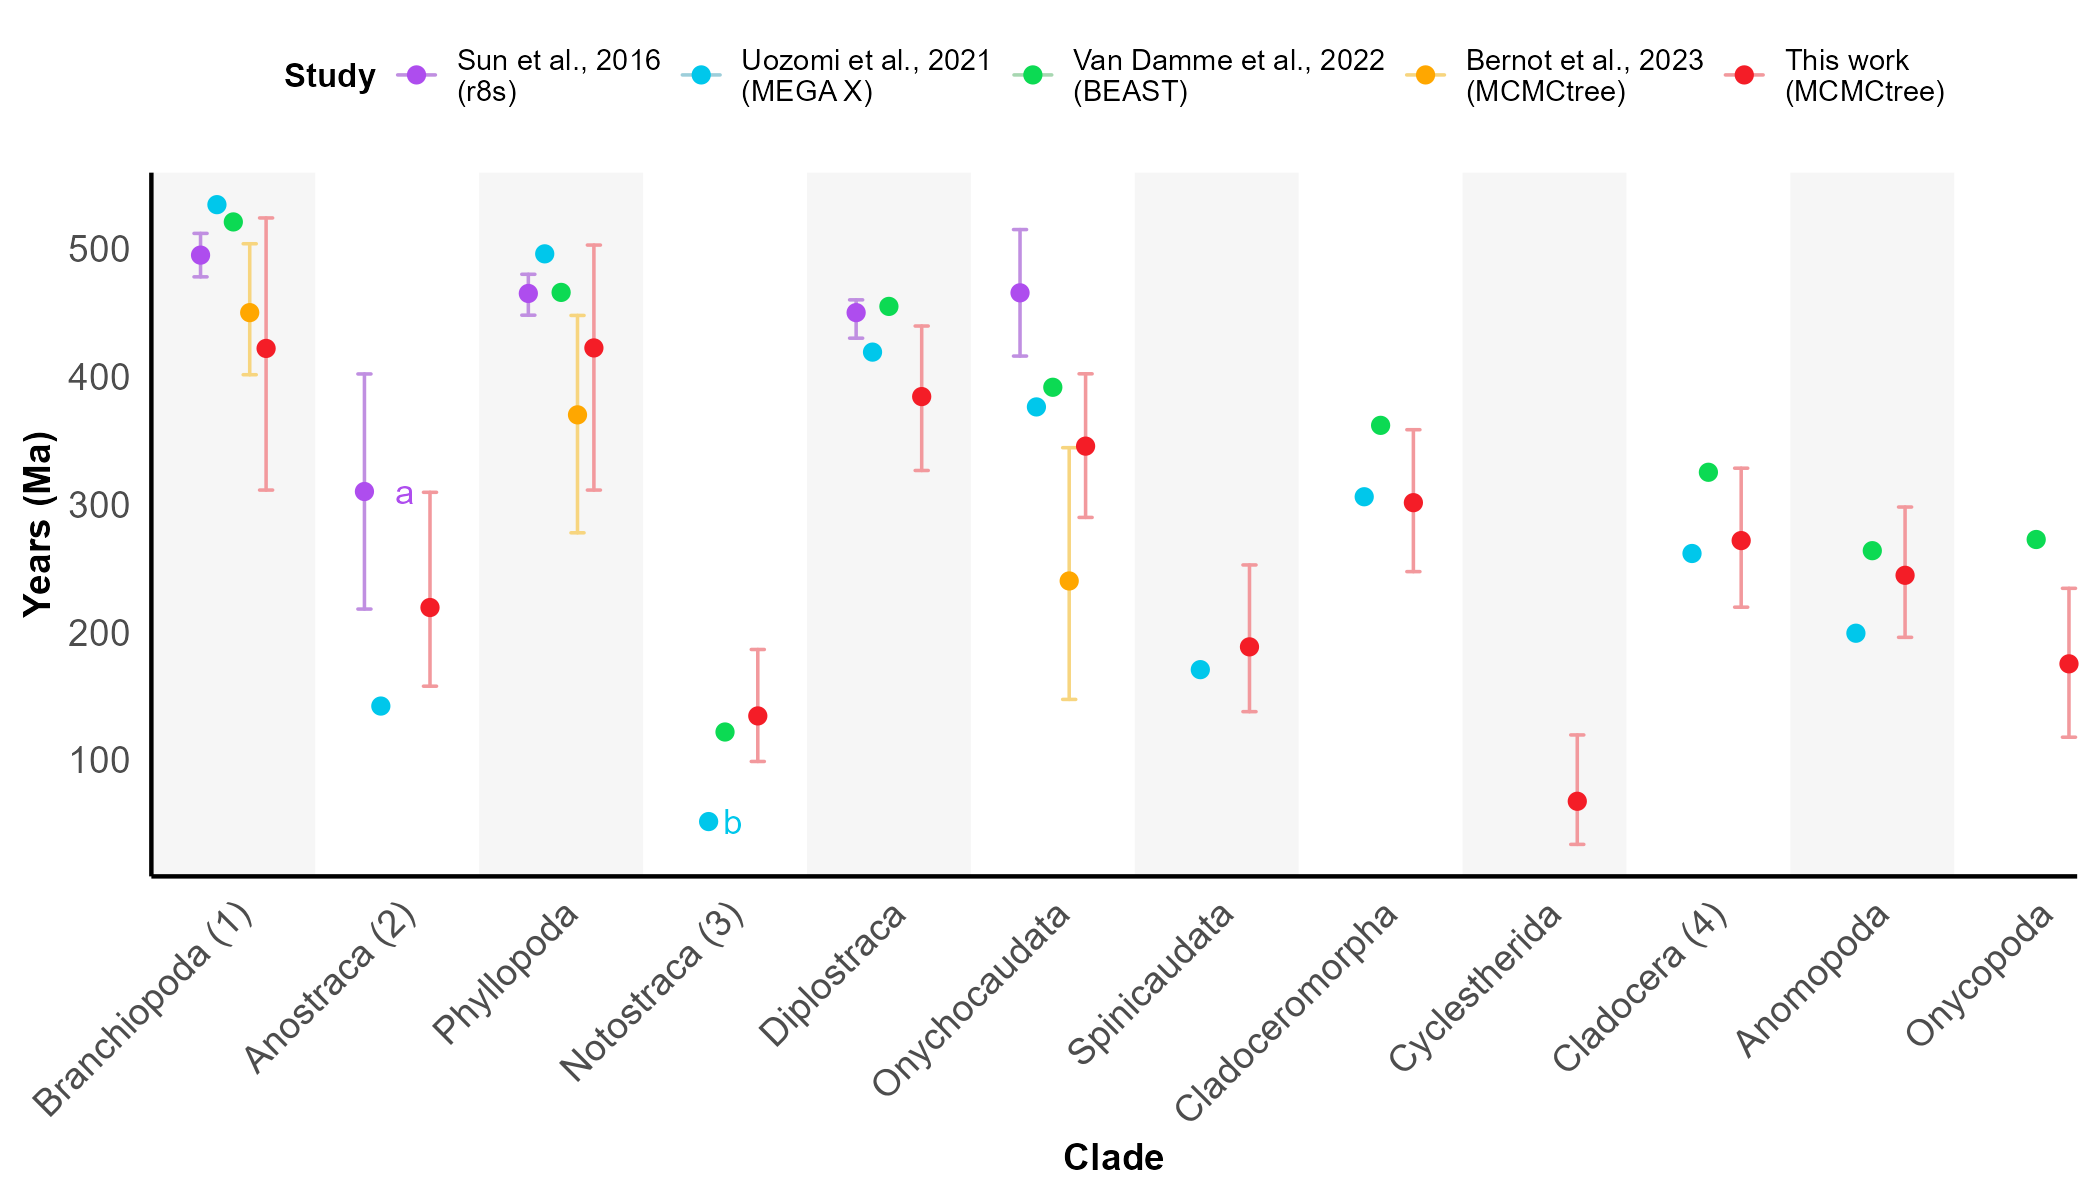 Study
Sun et al., 2016
(r8s)
Uozomi et al., 2021
(MEGA X)
Van Damme et al., 2022
(BEAST)
Bernot et al., 2023
(MCMCtree)
This work
(MCMCtree)
Years (Ma)
500
400
300
200
100
a
b
Branchiopoda (1)
Anostraca (2)
Phyllopoda
Notostraca (3)
Diplostraca
Onychocaudata
Spinicaudata
Cladoceromorpha
Cyclestherida
Cladocera (4)
Anomopoda
Onycopoda
Clade